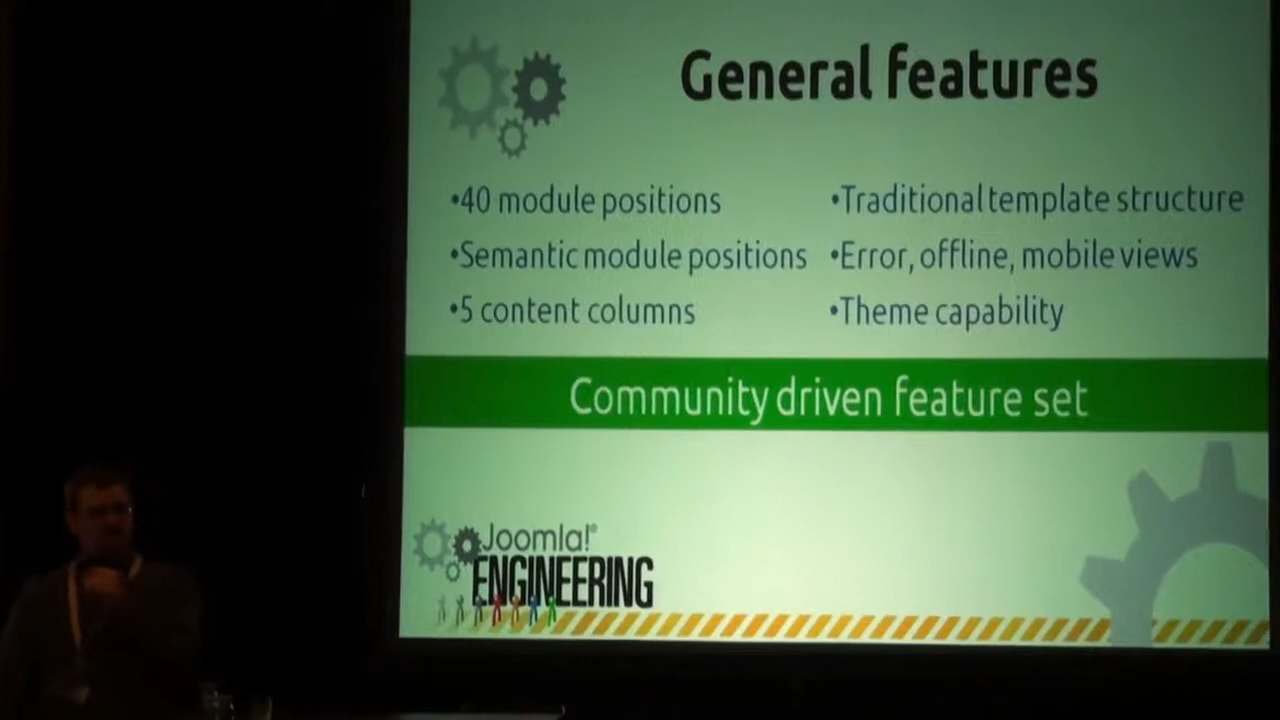 General features
•40 module positions
•Semantic module positions
•5 content columns
•Traditional template structure
•Error, offline, mobile views
•Theme capability
Community driven feature set
Joomla!®
ENGINEERING